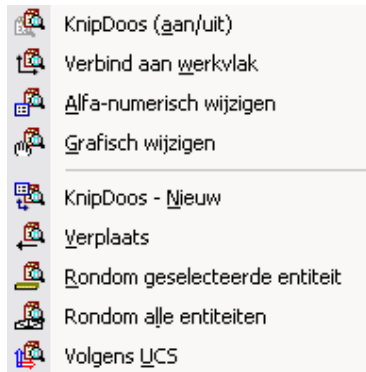 KnipDoos (aan/uit)
Verbind aan werkvlak
Alfa-numerisch wijzigen
Grafisch wijzigen
KnipDoos - Nieuw
Verplaats
Rondom geselecteerde entiteit
Rondom alle entiteiten
Volgens UCS